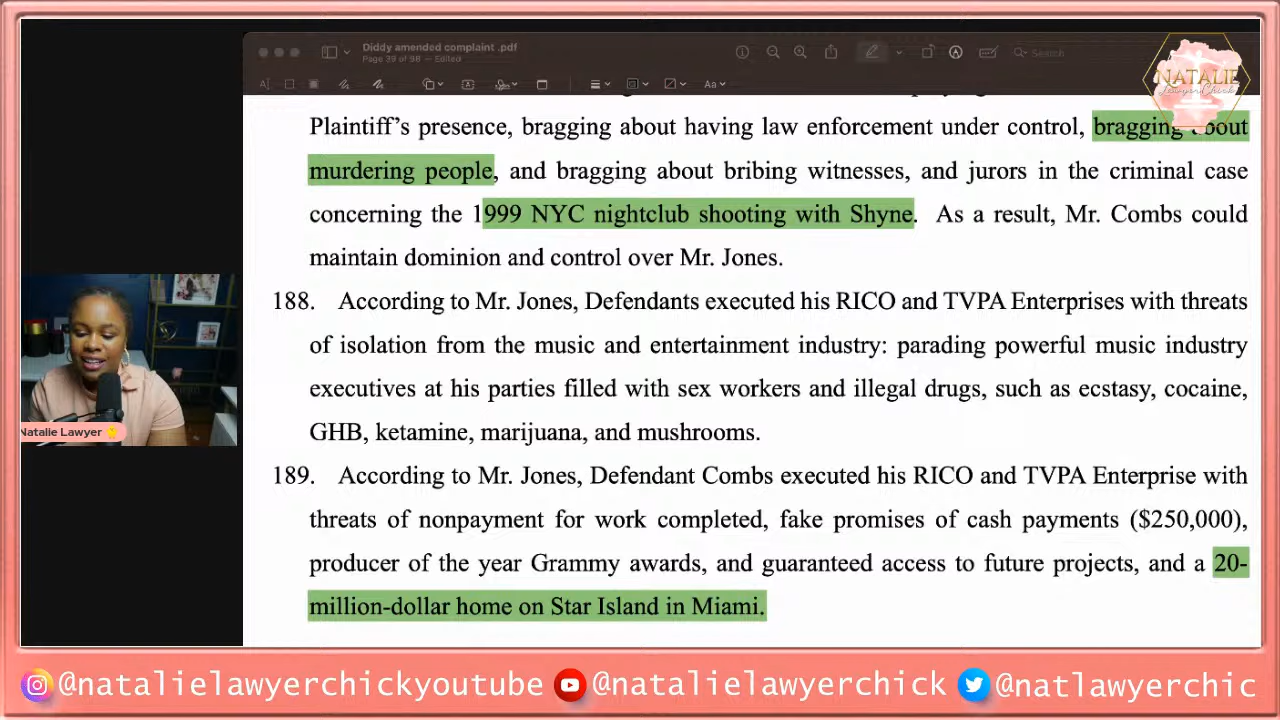 Diddy amended complaint .pdf
Page 39 of 98 — Edited
Search
NATALIE
LawyerChick
Plaintiff's presence, bragging about having law enforcement under control, bragging about
murdering people, and bragging about bribing witnesses, and jurors in the criminal case
concerning the 1999 NYC nightclub shooting with Shyne. As a result, Mr. Combs could
maintain dominion and control over Mr. Jones.
188. According to Mr. Jones, Defendants executed his RICO and TVPA Enterprises with threats
of isolation from the music and entertainment industry: parading powerful music industry
executives at his parties filled with sex workers and illegal drugs, such as ecstasy, cocaine,
GHB, ketamine, marijuana, and mushrooms.
Natalie Lawyer
189. According to Mr. Jones, Defendant Combs executed his RICO and TVPA Enterprise with
threats of nonpayment for work completed, fake promises of cash payments ($250,000),
producer of the year Grammy awards, and guaranteed access to future projects, and a 20-
million-dollar home on Star Island in Miami.
@natalielawyerchickyoutube @natalielawyerchick @natlawyerchic